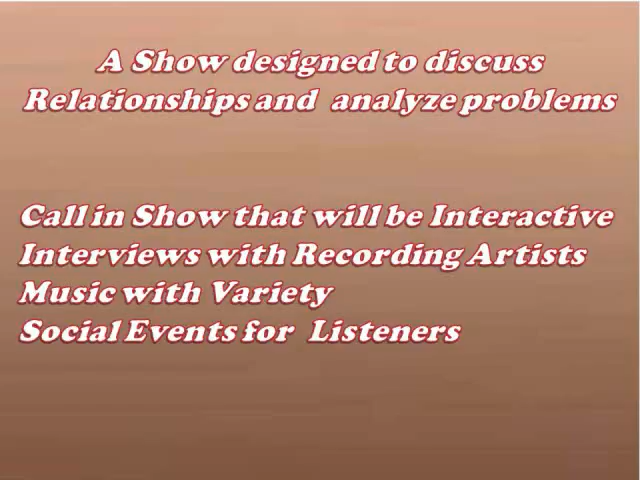 A Show designed to discuss
Relationships and analyze problems
Call in Show that will be Interactive
Interviews with Recording Artists
Music with Variety
Social Events for Listeners